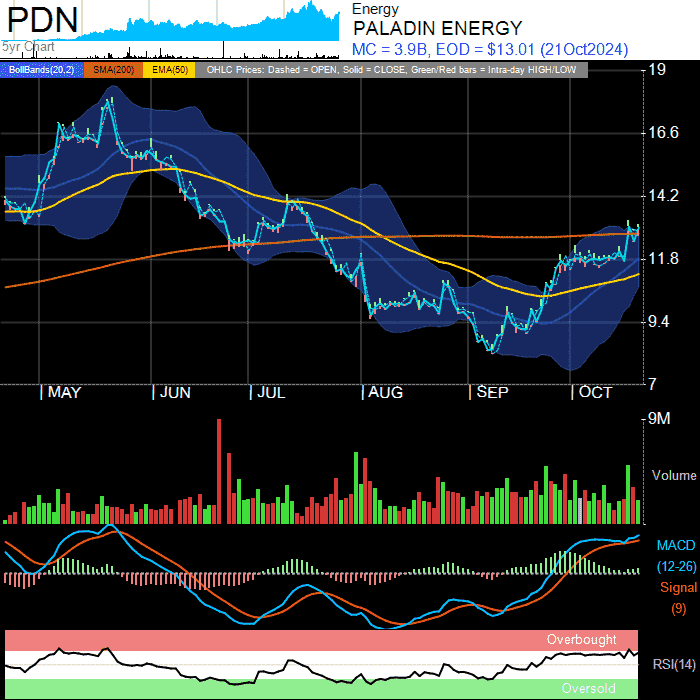 PDN
5yr Chart
Energy
PALADIN ENERGY
MC = 3.9B, EOD = $13.01 (21Oct2024)
BollBands(20,2) SMA(200) EMA(50) OHLC Prices: Dashed = OPEN, Solid = CLOSE, Green/Red bars = Intra-day HIGH/LOW
19
16.6
14.2
11.8
9.4
7
MAY JUN JUL AUG SEP OCT
9M
Volume
MACD
(12-26)
Signal
(9)
Overbought
RSI(14)
Oversold